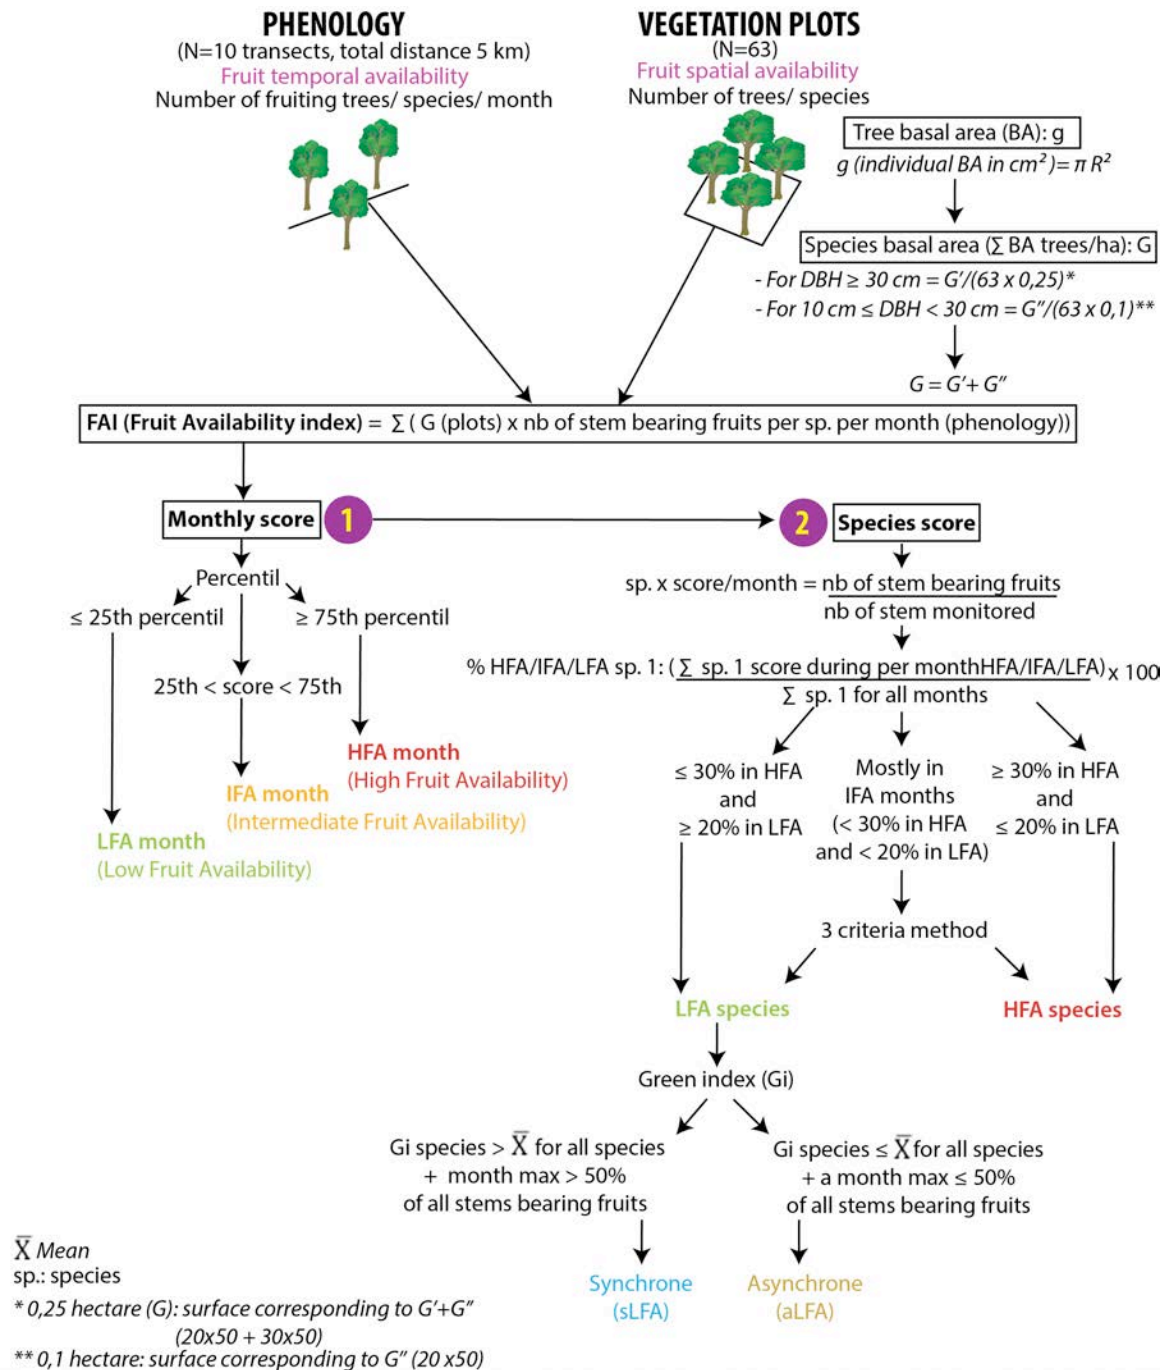 PHENOLOGY
(N=10 transects, total distance 5 km)
Fruit temporal availability
Number of fruiting trees/ species/ month
VEGETATION PLOTS
(N=63)
Fruit spatial availability
Number of trees/ species
Tree basal area (BA): g
g (individual BA in cm²)= π R²
Species basal area (∑ BA trees/ha): G
- For DBH ≥ 30 cm = G'/(63 x 0,25)*
- For 10 cm ≤ DBH < 30 cm = G''/(63 x 0,1)**
G = G'+ G''
FAI (Fruit Availability index) = ∑ ( G (plots) x nb of stem bearing fruits per sp. per month (phenology))
Monthly score
1
2
Species score
Percentil
≤ 25th percentil
≥ 75th percentil
25th < score < 75th
HFA month
(High Fruit Availability)
IFA month
(Intermediate Fruit Availability)
LFA month
(Low Fruit Availability)
sp. x score/month = nb of stem bearing fruits
nb of stem monitored
% HFA/IFA/LFA sp. 1: (∑ sp. 1 score during per monthHFA/IFA/LFA) x 100
∑ sp. 1 for all months
≤ 30% in HFA
and
≥ 20% in LFA
Mostly in
IFA months
(< 30% in HFA
and < 20% in LFA)
≥ 30% in HFA
and
≤ 20% in LFA
3 criteria method
LFA species
HFA species
Green index (Gi)
Gi species > X̅ for all species
+ month max > 50%
of all stems bearing fruits
Gi species ≤ X̅ for all species
+ a month max ≤ 50%
of all stems bearing fruits
Synchrone
(sLFA)
Asynchrone
(aLFA)
X̅ Mean
sp.: species
* 0,25 hectare (G): surface corresponding to G'+G''
(20x50 + 30x50)
** 0,1 hectare: surface corresponding to G'' (20 x50)